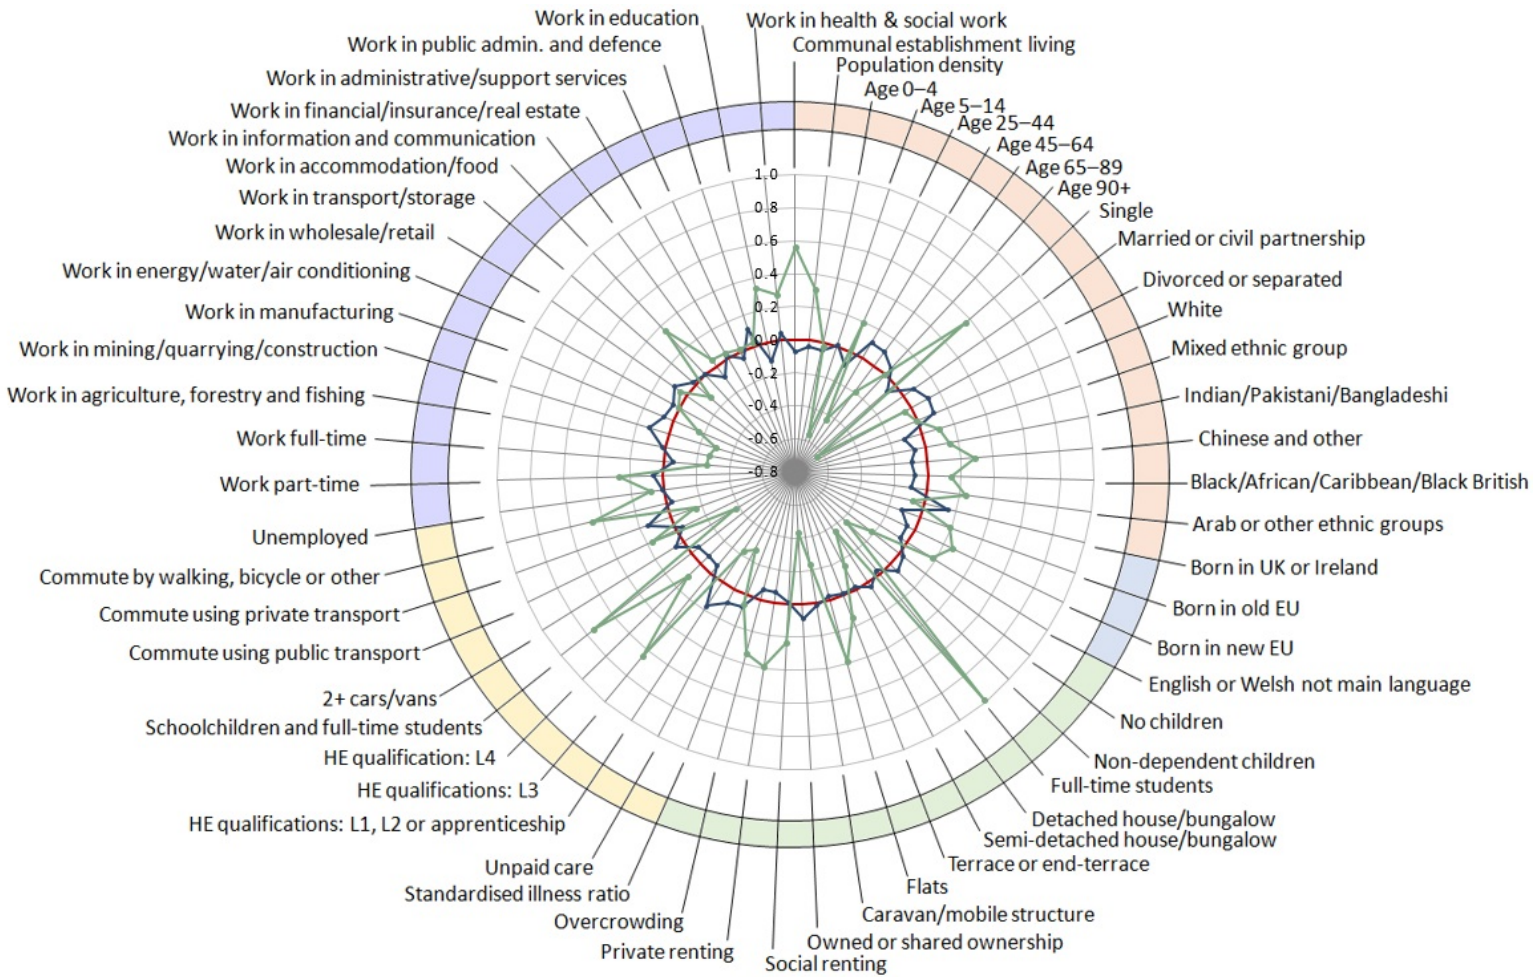 Work in education
Work in health & social work
Work in public admin. and defence
Communal establishment living
Population density
Work in administrative/support services
Age 0–4
Age 5–14
Work in financial/insurance/real estate
Age 25–44
Work in information and communication
Age 45–64
Work in accommodation/food
Age 65–89
Age 90+
Work in transport/storage
Single
Work in wholesale/retail
Married or civil partnership
Work in energy/water/air conditioning
Divorced or separated
Work in manufacturing
White
Work in mining/quarrying/construction
Mixed ethnic group
Work in agriculture, forestry and fishing
Indian/Pakistani/Bangladeshi
Work full-time
Chinese and other
Work part-time
Black/African/Caribbean/Black British
Unemployed
Arab or other ethnic groups
Commute by walking, bicycle or other
Born in UK or Ireland
Commute using private transport
Born in old EU
Commute using public transport
Born in new EU
2+ cars/vans
English or Welsh not main language
Schoolchildren and full-time students
No children
HE qualification: L4
Non-dependent children
HE qualifications: L3
Full-time students
HE qualifications: L1, L2 or apprenticeship
Detached house/bungalow
Semi-detached house/bungalow
Unpaid care
Terrace or end-terrace
Standardised illness ratio
Flats
Overcrowding
Caravan/mobile structure
Private renting
Owned or shared ownership
Social renting
1.0
0.8
0.6
0.4
0.2
0.0
-0.2
-0.4
-0.6
-0.8